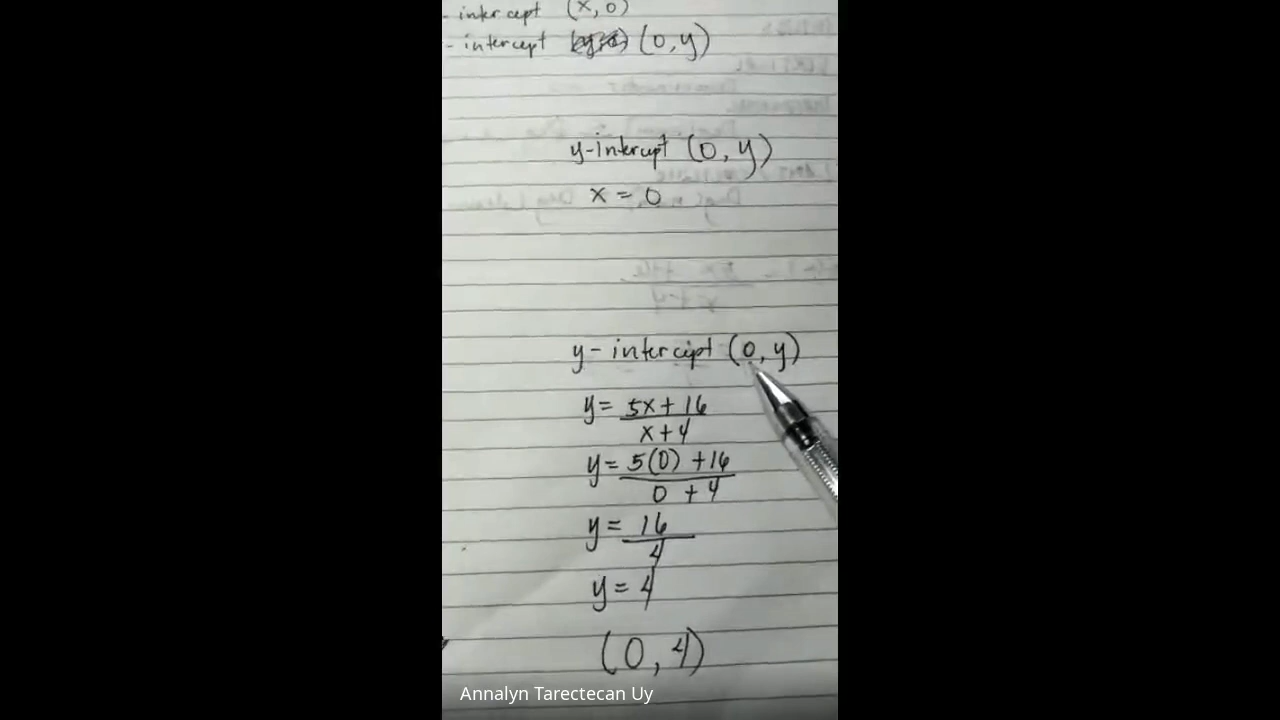 - intercept (x, 0)
- intercept (0, y)
y-intercept (0, y)
x = 0
y - intercept (0, y)
y = 5x + 16
x + 4
y = 5(0) + 16
0 + 4
y = 16
4
y = 4
(0, 4)
Annalyn Tarectecan Uy